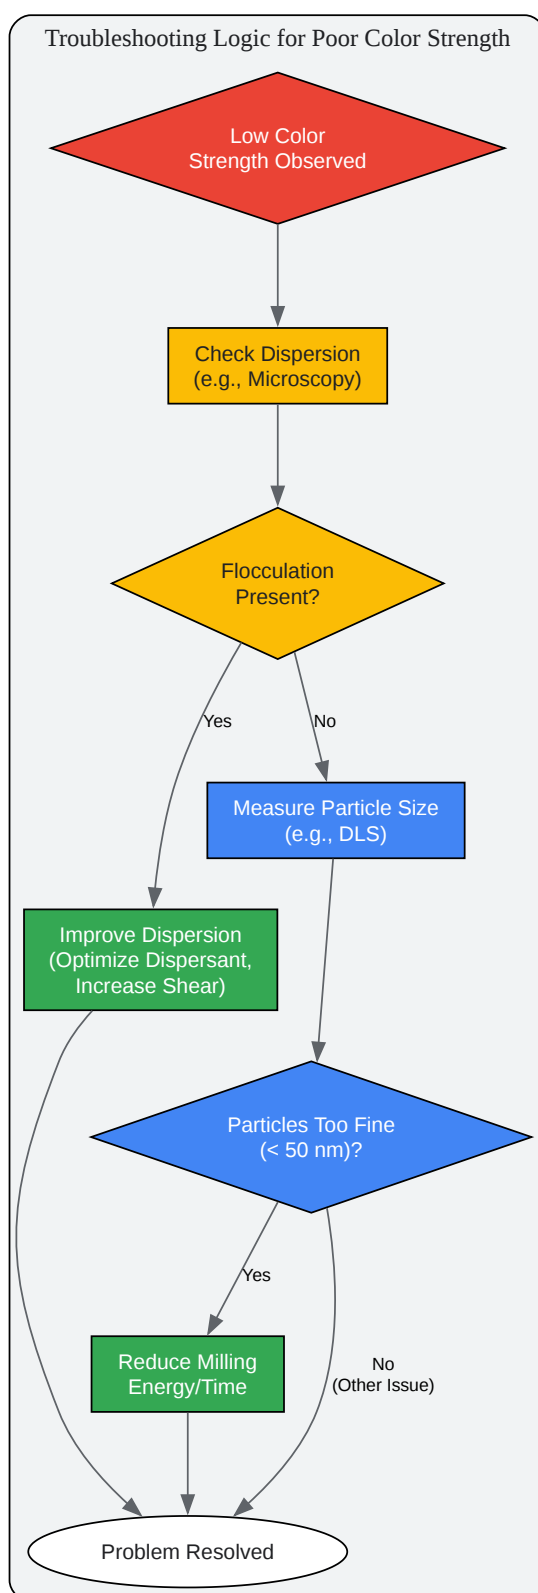 Troubleshooting Logic for Poor Color Strength
Low Color
Strength Observed
Check Dispersion
(e.g., Microscopy)
Flocculation
Present?
Yes
No
Measure Particle Size
(e.g., DLS)
Improve Dispersion
(Optimize Dispersant,
Increase Shear)
Particles Too Fine
(< 50 nm)?
Yes
No
(Other Issue)
Reduce Milling
Energy/Time
Problem Resolved